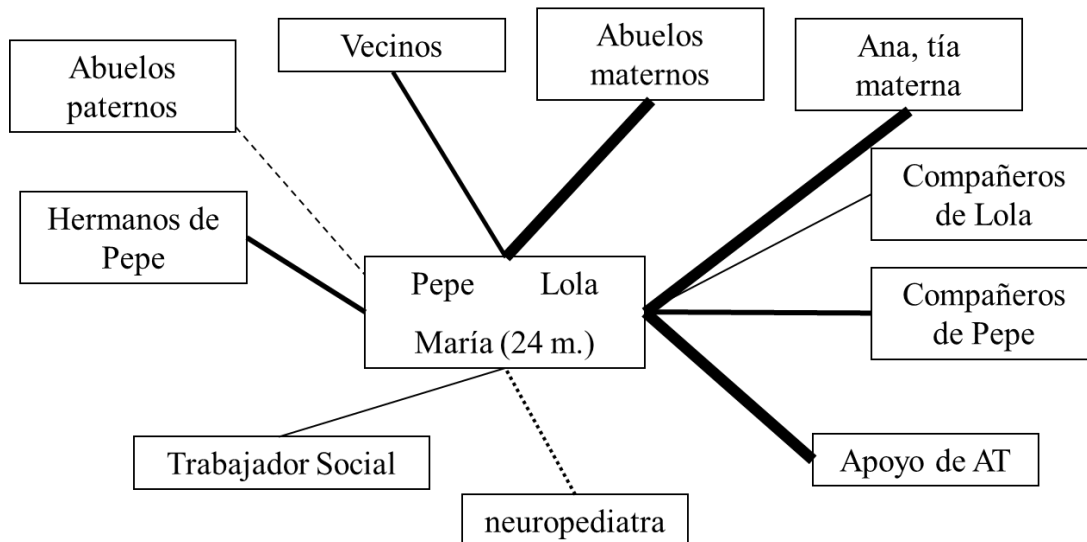 Abuelos
paternos
Vecinos
Abuelos
maternos
Ana, tía
materna
Compañeros
de Lola
Hermanos de
Pepe
Pepe Lola
María (24 m.)
Compañeros
de Pepe
Trabajador Social
Apoyo de AT
neuropediatra